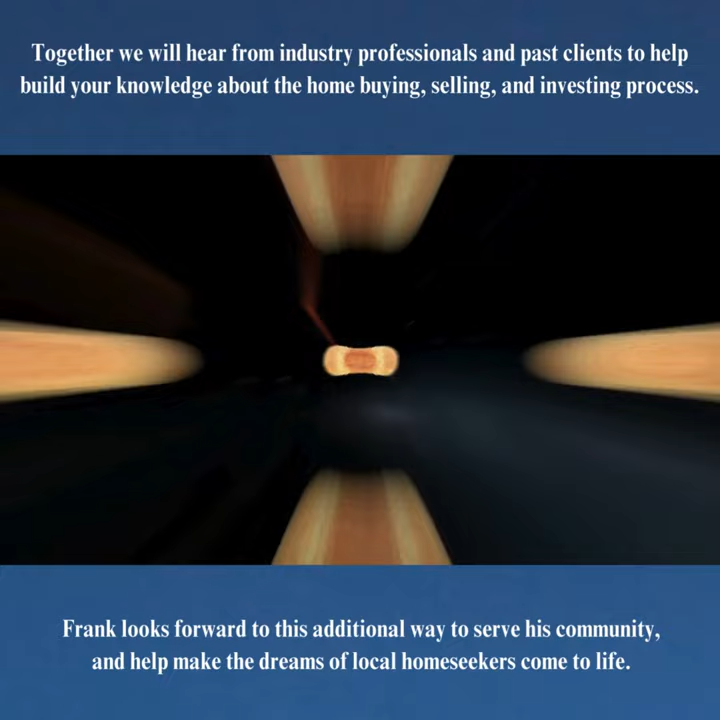 Together we will hear from industry professionals and past clients to help
build your knowledge about the home buying, selling, and investing process.
Frank looks forward to this additional way to serve his community,
and help make the dreams of local homeseekers come to life.